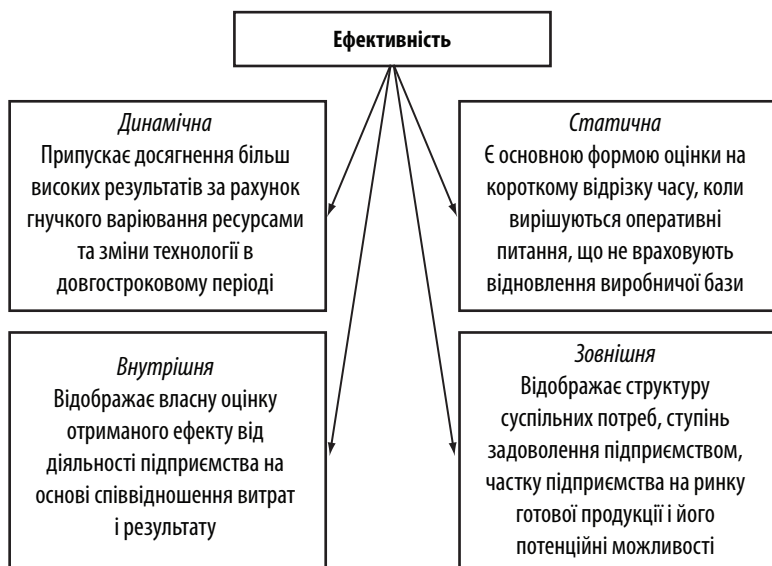 Ефективність
Динамічна
Припускає досягнення більш
високих результатів за рахунок
гнучкого варіювання ресурсами
та зміни технології в
довгостроковому періоді
Статична
Є основною формою оцінки на
короткому відрізку часу, коли
вирішуються оперативні
питання, що не враховують
відновлення виробничої бази
Внутрішня
Відображає власну оцінку
отриманого ефекту від
діяльності підприємства на
основі співвідношення витрат
і результату
Зовнішня
Відображає структуру
суспільних потреб, ступінь
задоволення підприємством,
частку підприємства на ринку
готової продукції і його
потенційні можливості